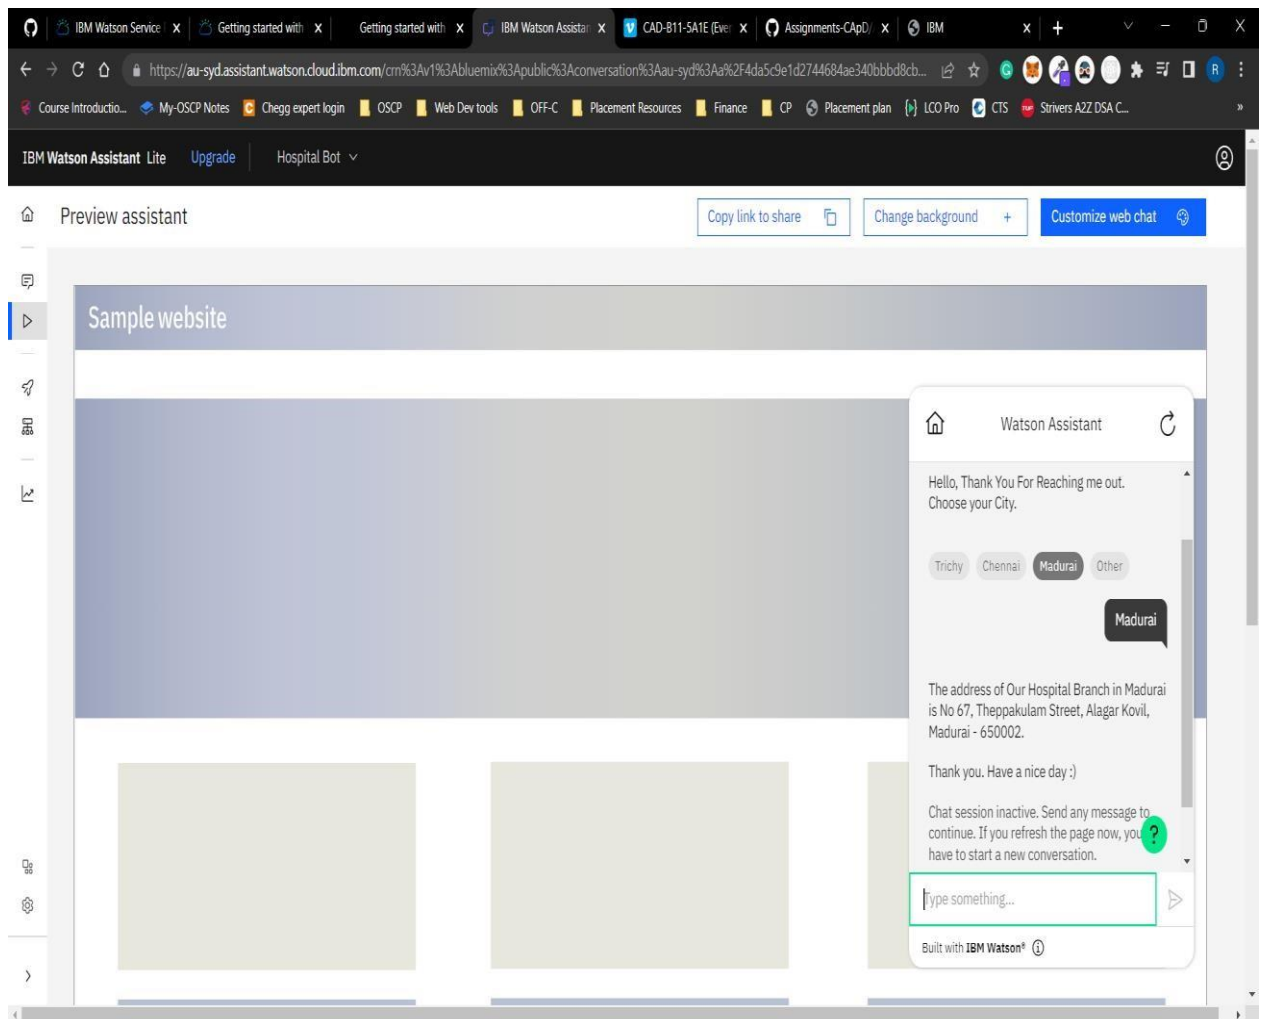 IBM Watson Service
Getting started with
Getting started with
IBM Watson Assistan
CAD-B11-5A1E (Ever
Assignments-CApD/
IBM
https://au-syd.assistant.watson.cloud.ibm.com/crn%3Av1%3Abluemix%3Apublic%3Aconversation%3Aau-syd%3Aa%2F4da5c9e1d2744684ae340bbbd8cb...
R
Course Introductio...
My-OSCP Notes
Chegg expert login
OSCP
Web Dev tools
OFF-C
Placement Resources
Finance
CP
Placement plan
LCO Pro
CTS
Strivers A2Z DSA C...
»
IBM Watson Assistant Lite
Upgrade
Hospital Bot
Preview assistant
Copy link to share
Change background +
Customize web chat
Sample website
Watson Assistant
Hello, Thank You For Reaching me out.
Choose your City.
Trichy Chennai Madurai Other
Madurai
The address of Our Hospital Branch in Madurai
is No 67, Theppakulam Street, Alagar Kovil,
Madurai - 650002.
Thank you. Have a nice day :)
Chat session inactive. Send any message to
continue. If you refresh the page now, you
have to start a new conversation.
?
Type something...
Built with IBM Watson®